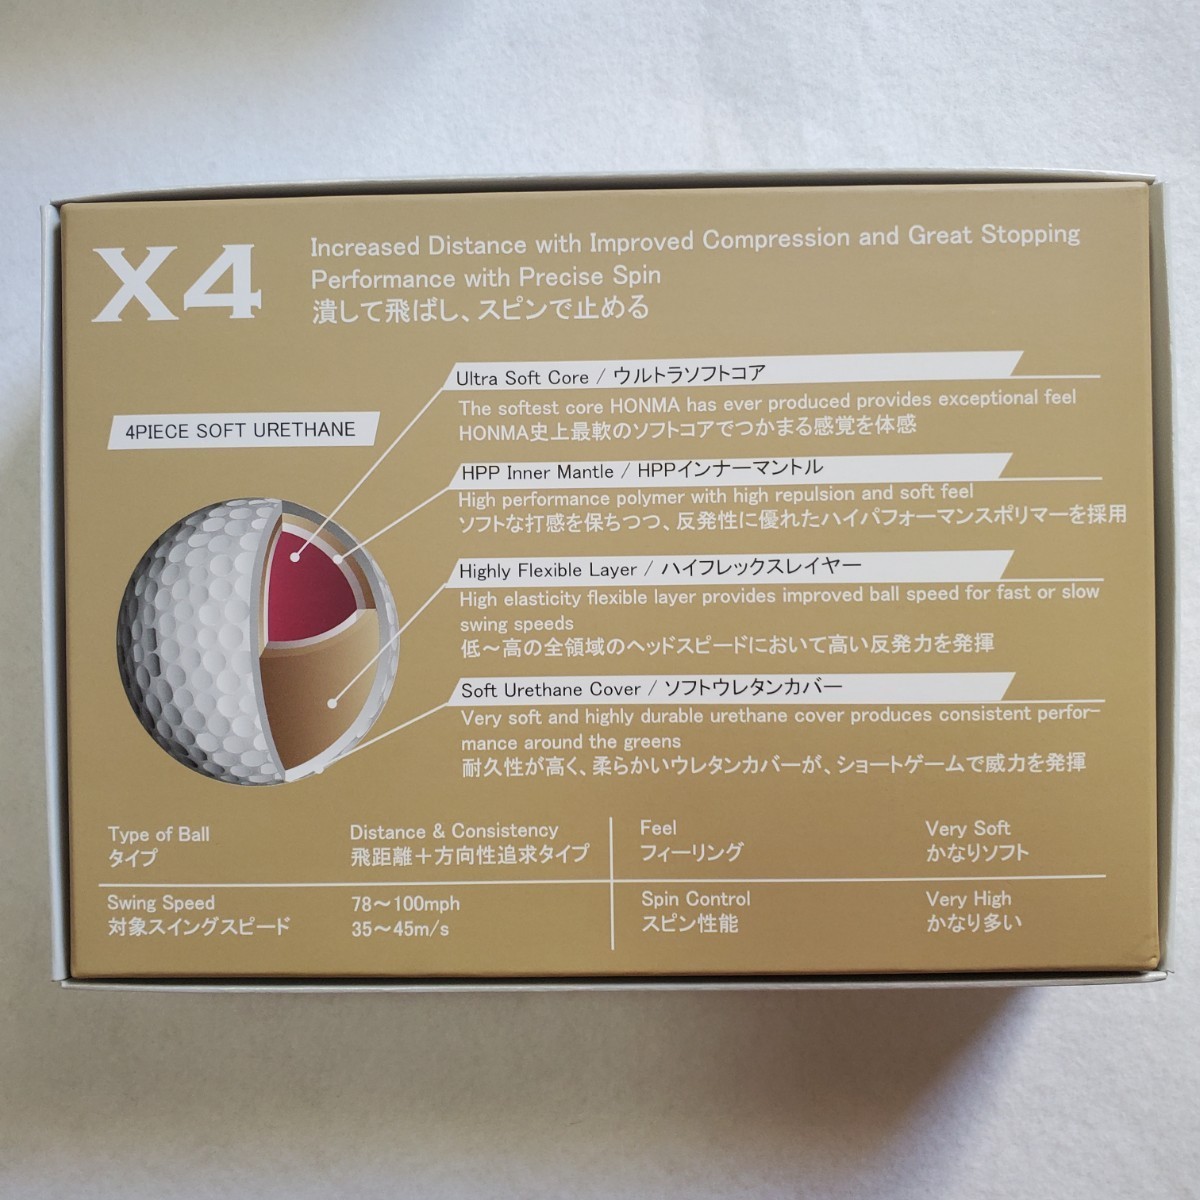 X4
Increased Distance with Improved Compression and Great Stopping
Performance with Precise Spin
潰して飛ばし、スピンで止める
4PIECE SOFT URETHANE
Ultra Soft Core / ウルトラソフトコア
The softest core HONMA has ever produced provides exceptional feel
HONMA史上最軟のソフトコアでつかまる感覚を体感
HPP Inner Mantle / HPPインナーマントル
High performance polymer with high repulsion and soft feel
ソフトな打感を保ちつつ、反発性に優れたハイパフォーマンスポリマーを採用
Highly Flexible Layer / ハイフレックスレイヤー
High elasticity flexible layer provides improved ball speed for fast or slow
swing speeds
低～高の全領域のヘッドスピードにおいて高い反発力を発揮
Soft Urethane Cover / ソフトウレタンカバー
Very soft and highly durable urethane cover produces consistent perfor-
mance around the greens
耐久性が高く、柔らかいウレタンカバーが、ショートゲームで威力を発揮
Type of Ball
タイプ
Distance & Consistency
飛距離＋方向性追求タイプ
Feel
フィーリング
Very Soft
かなりソフト
Swing Speed
対象スイングスピード
78～100mph
35～45m/s
Spin Control
スピン性能
Very High
かなり多い